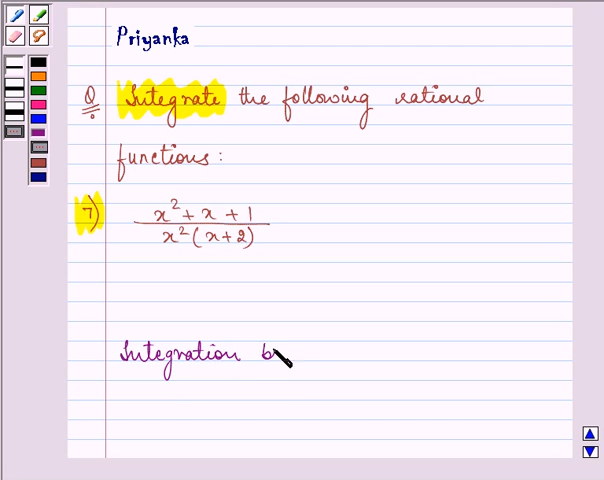 Priyanka
Q Integrate the following rational
functions :
7) x² + x + 1
x² ( x + 2 )
Integration b